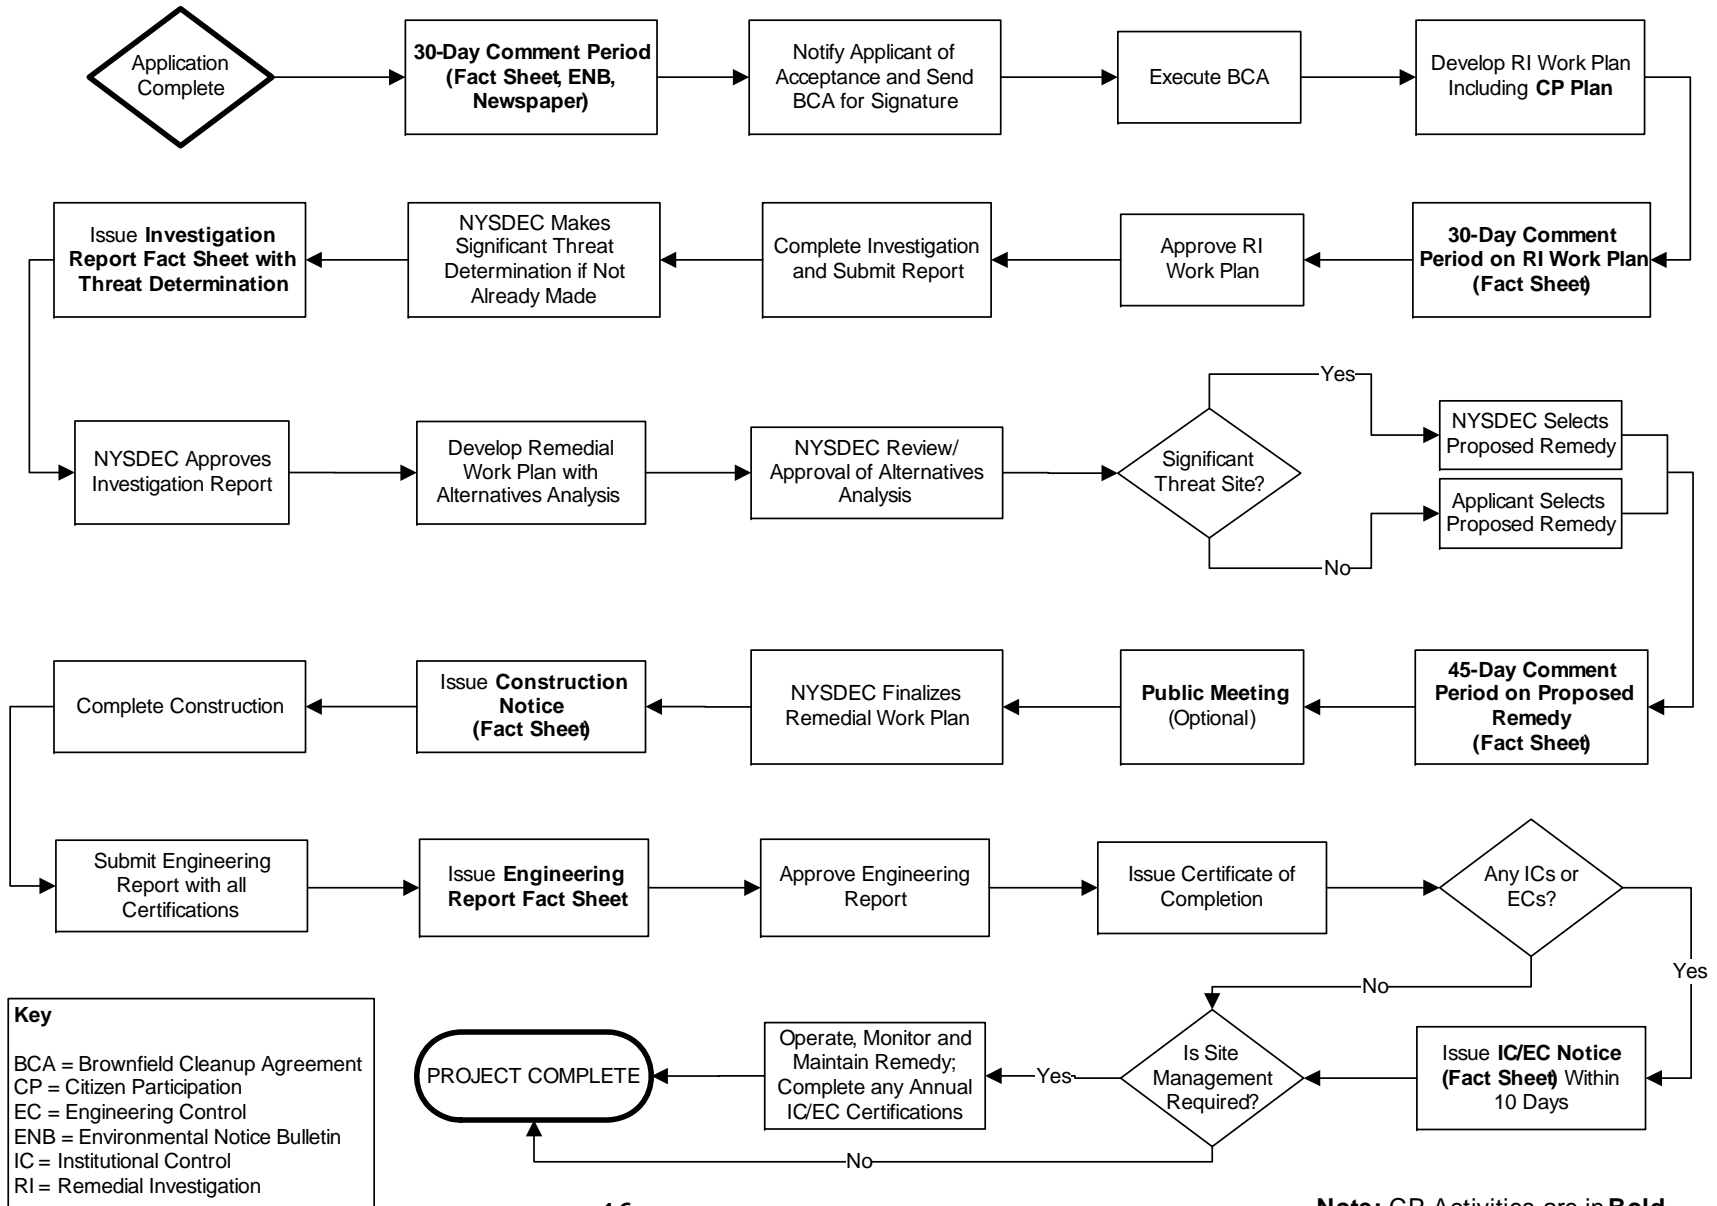 Application
Complete
30-Day Comment Period
(Fact Sheet, ENB,
Newspaper)
Notify Applicant of
Acceptance and Send
BCA for Signature
Execute BCA
Develop RI Work Plan
Including CP Plan
30-Day Comment
Period on RI Work Plan
(Fact Sheet)
Approve RI
Work Plan
Complete Investigation
and Submit Report
NYSDEC Makes
Significant Threat
Determination if Not
Already Made
Issue Investigation
Report Fact Sheet with
Threat Determination
NYSDEC Approves
Investigation Report
Develop Remedial
Work Plan with
Alternatives Analysis
NYSDEC Review/
Approval of Alternatives
Analysis
Significant
Threat Site?
Yes
NYSDEC Selects
Proposed Remedy
No
Applicant Selects
Proposed Remedy
45-Day Comment
Period on Proposed
Remedy
(Fact Sheet)
Public Meeting
(Optional)
NYSDEC Finalizes
Remedial Work Plan
Issue Construction
Notice
(Fact Sheet)
Complete Construction
Submit Engineering
Report with all
Certifications
Issue Engineering
Report Fact Sheet
Approve Engineering
Report
Issue Certificate of
Completion
Any ICs or
ECs?
Yes
No
Issue IC/EC Notice
(Fact Sheet) Within
10 Days
Is Site
Management
Required?
Yes
Operate, Monitor and
Maintain Remedy;
Complete any Annual
IC/EC Certifications
No
PROJECT COMPLETE
Key
BCA = Brownfield Cleanup Agreement
CP = Citizen Participation
EC = Engineering Control
ENB = Environmental Notice Bulletin
IC = Institutional Control
RI = Remedial Investigation
16
Note: CP Activities are in Bold